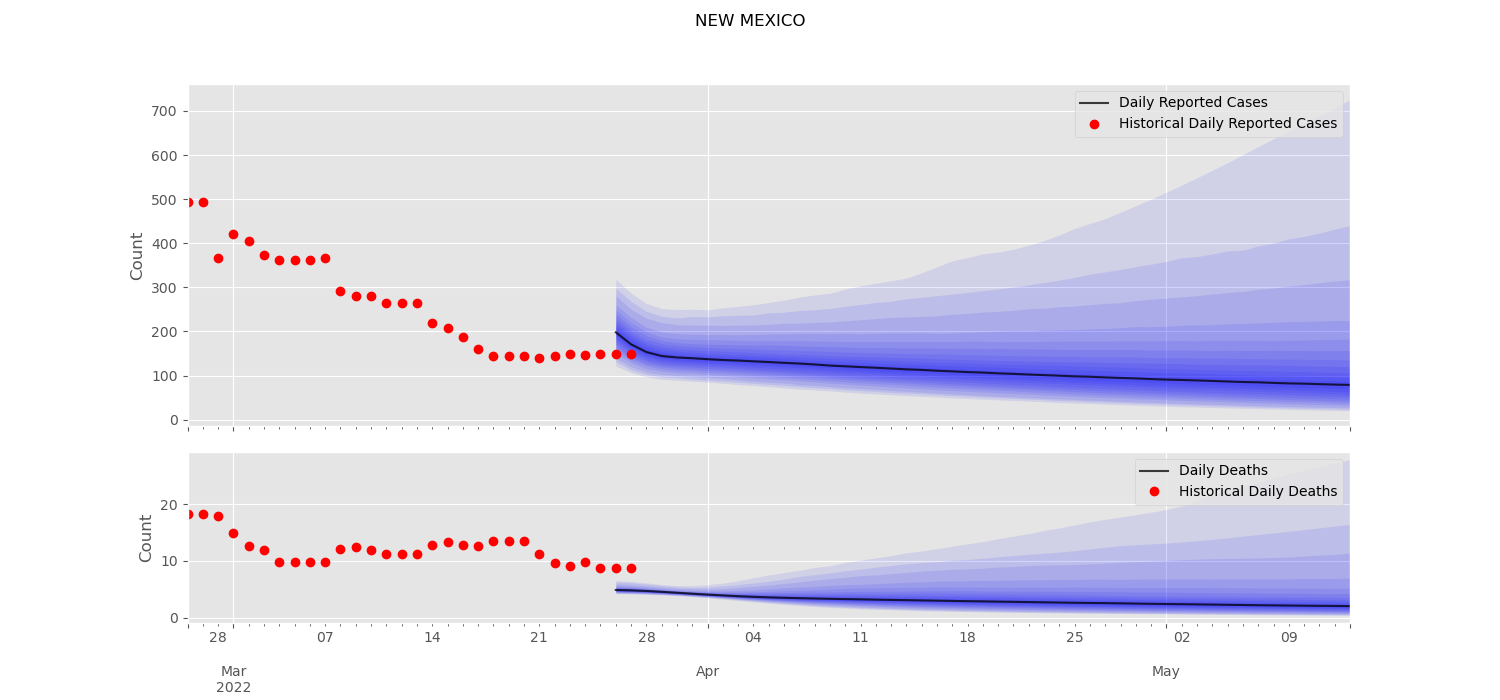 NEW MEXICO
700
600
500
400
300
200
100
0
Count
Daily Reported Cases
Historical Daily Reported Cases
20
10
0
Count
Daily Deaths
Historical Daily Deaths
28 07 14 21 28 04 11 18 25 02 09
Mar Apr May
2022